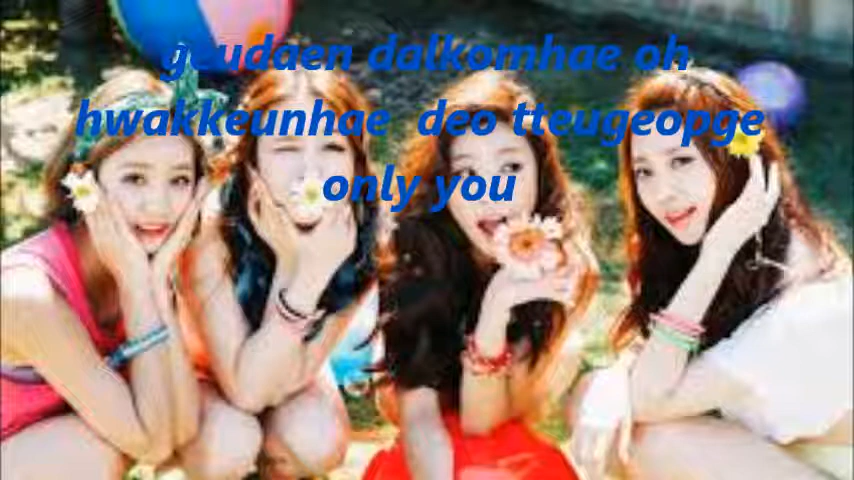 geudaen dalkomhae oh
hwakkeunhae deo tteugeopge
only you